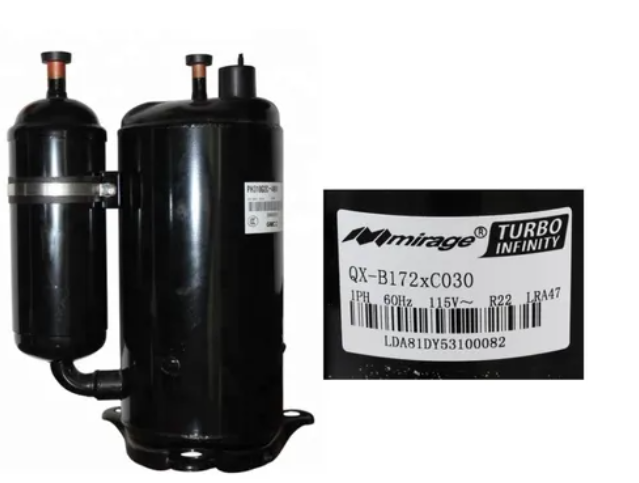 mirage® TURBO
INFINITY
QX-B172xC030
1PH 60Hz 115V~ R22 LRA47
LDA81DY53100082